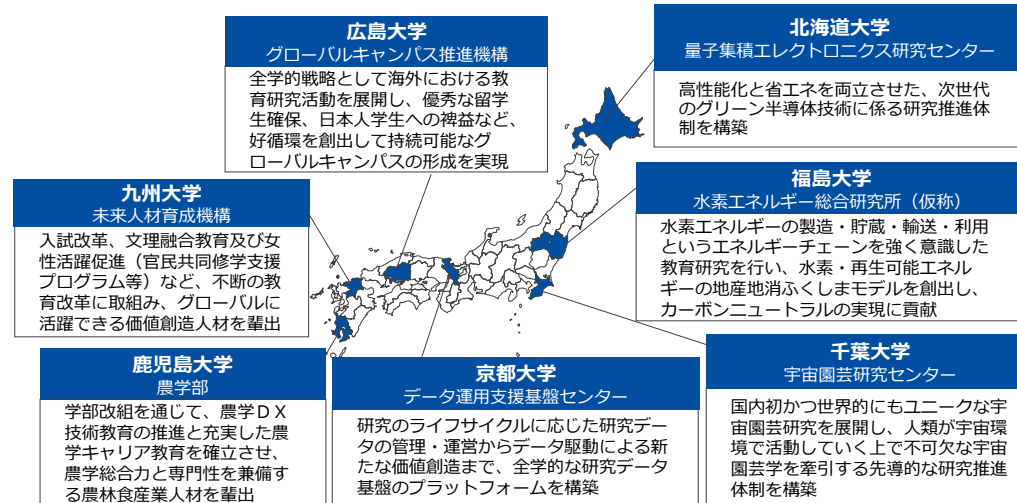 広島大学
グローバルキャンパス推進機構
全学的戦略として海外における教
育研究活動を展開し、優秀な留学
生確保、日本人学生への裨益など、
好循環を創出して持続可能なグ
ローバルキャンパスの形成を実現
北海道大学
量子集積エレクトロニクス研究センター
高性能化と省エネを両立させた、次世代
のグリーン半導体技術に係る研究推進体
制を構築
九州大学
未来人材育成機構
入試改革、文理融合教育及び女
性活躍促進（官民共同修学支援
プログラム等）など、不断の教
育改革に取組み、グローバルに
活躍できる価値創造人材を輩出
福島大学
水素エネルギー総合研究所（仮称）
水素エネルギーの製造・貯蔵・輸送・利用
というエネルギーチェーンを強く意識した
教育研究を行い、水素・再生可能エネル
ギーの地産地消ふくしまモデルを創出し、
カーボンニュートラルの実現に貢献
鹿児島大学
農学部
学部改組を通じて、農学ＤＸ
技術教育の推進と充実した農
学キャリア教育を確立させ、
農学総合力と専門性を兼備す
る農林食産業人材を輩出
京都大学
データ運用支援基盤センター
研究のライフサイクルに応じた研究デー
タの管理・運営からデータ駆動による新
たな価値創造まで、全学的な研究データ
基盤のプラットフォームを構築
千葉大学
宇宙園芸研究センター
国内初かつ世界的にもユニークな宇
宙園芸研究を展開し、人類が宇宙環
境で活動していく上で不可欠な宇宙
園芸学を牽引する先導的な研究推進
体制を構築